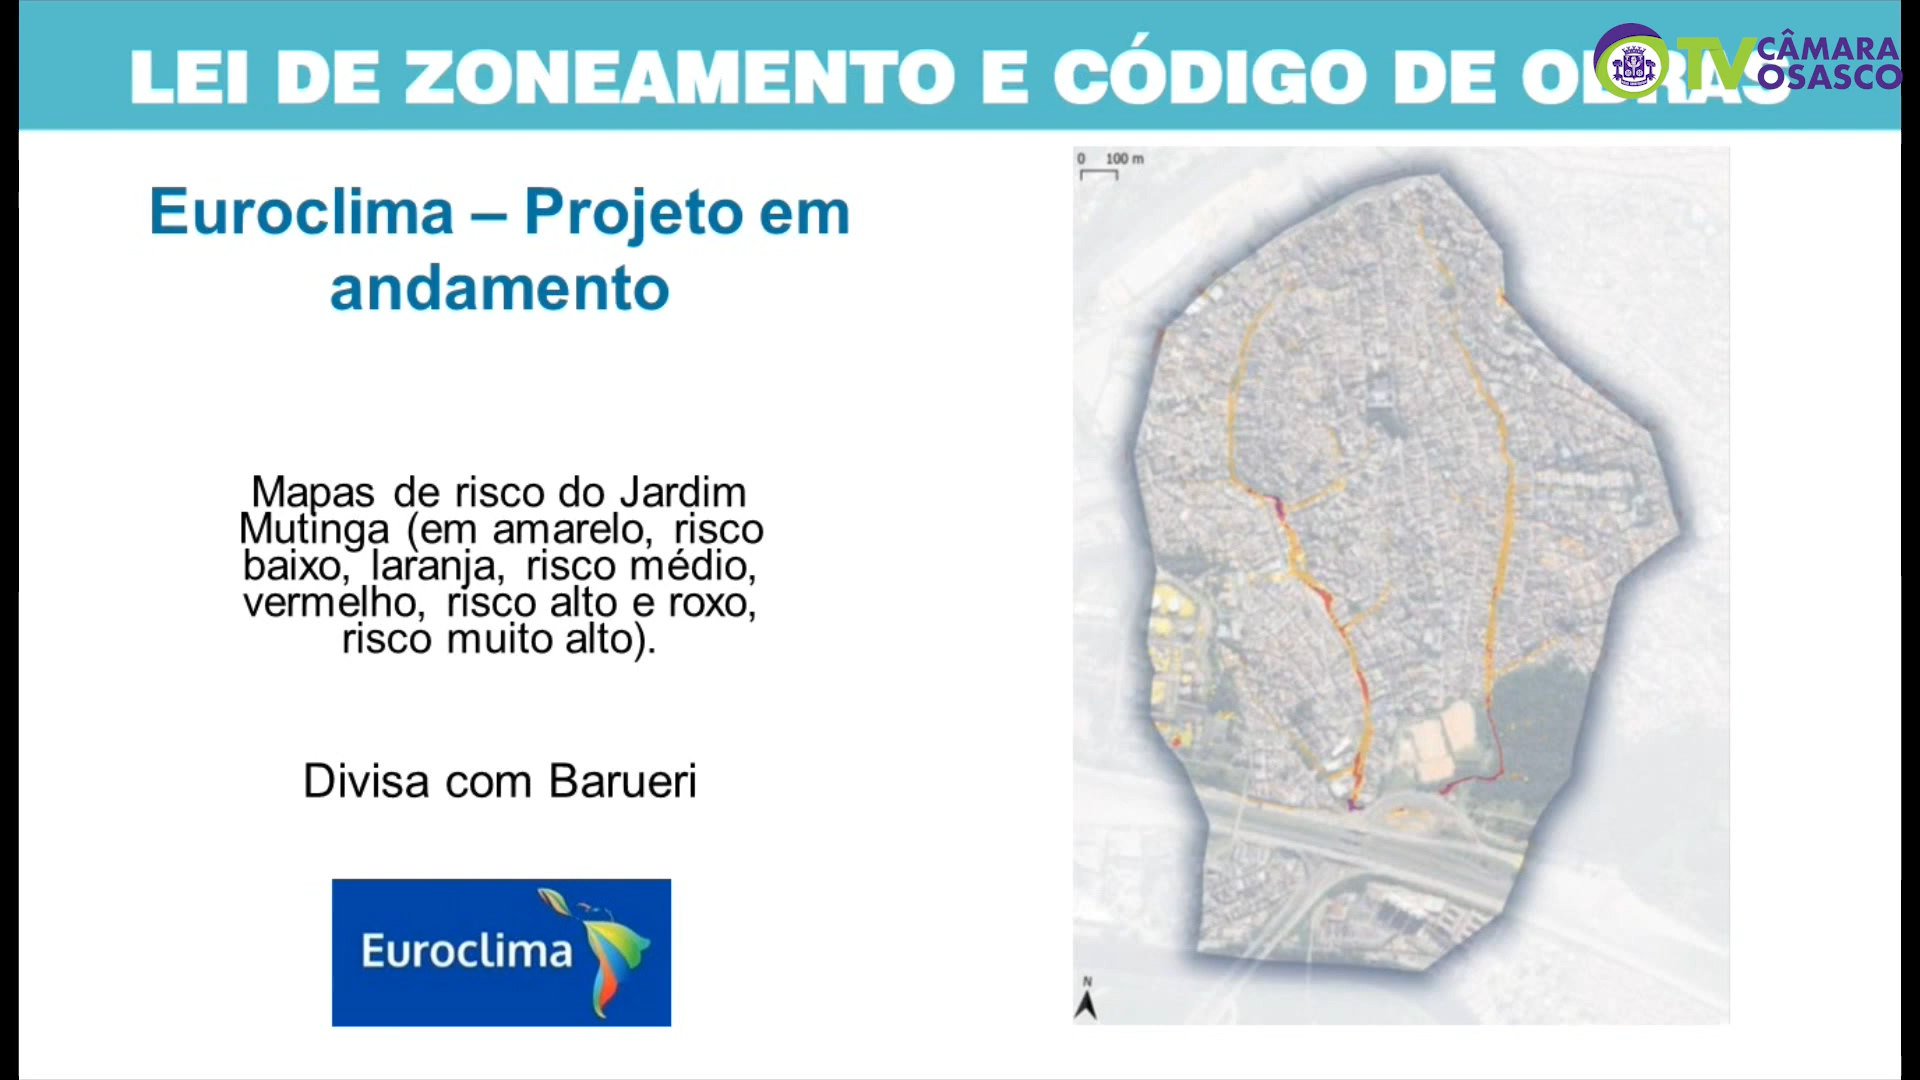 LEI DE ZONEAMENTO E CÓDIGO DE OBRAS
TV CÂMARA
OSASCO
Euroclima – Projeto em
andamento
Mapas de risco do Jardim
Mutinga (em amarelo, risco
baixo, laranja, risco médio,
vermelho, risco alto e roxo,
risco muito alto).
Divisa com Barueri
Euroclima
0 100 m
N